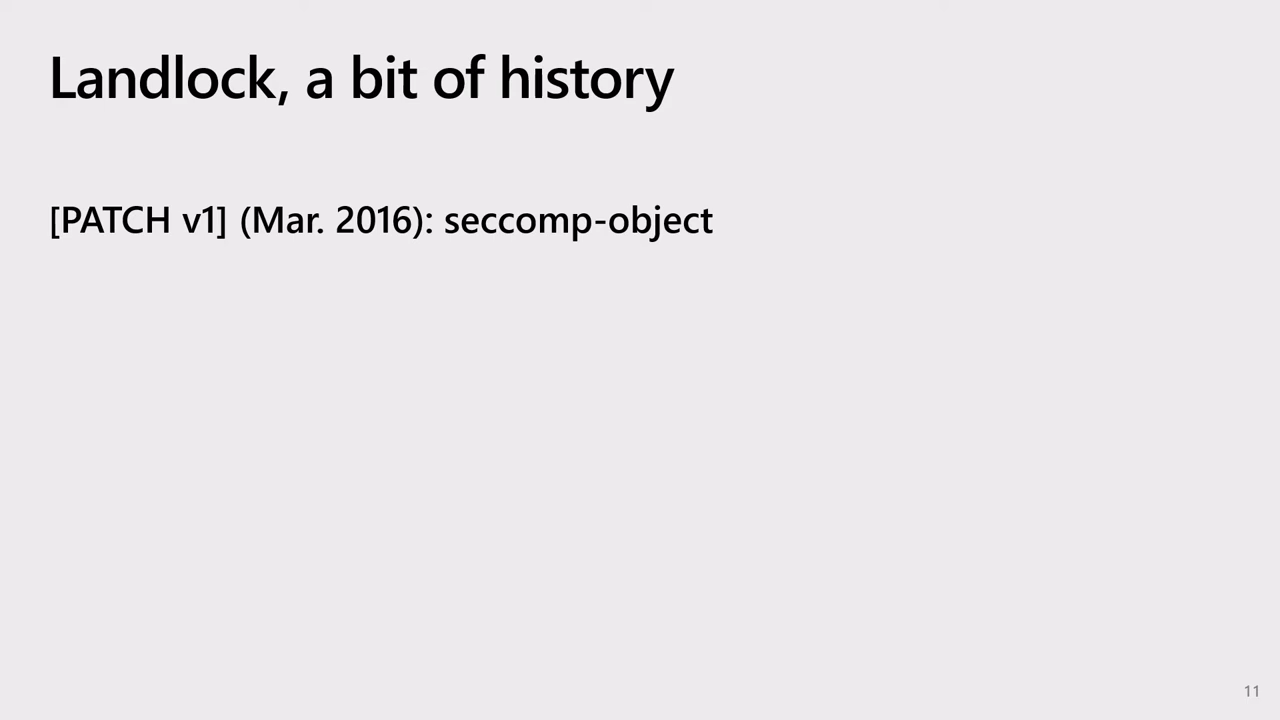 Landlock, a bit of history
[PATCH v1] (Mar. 2016): seccomp-object
11